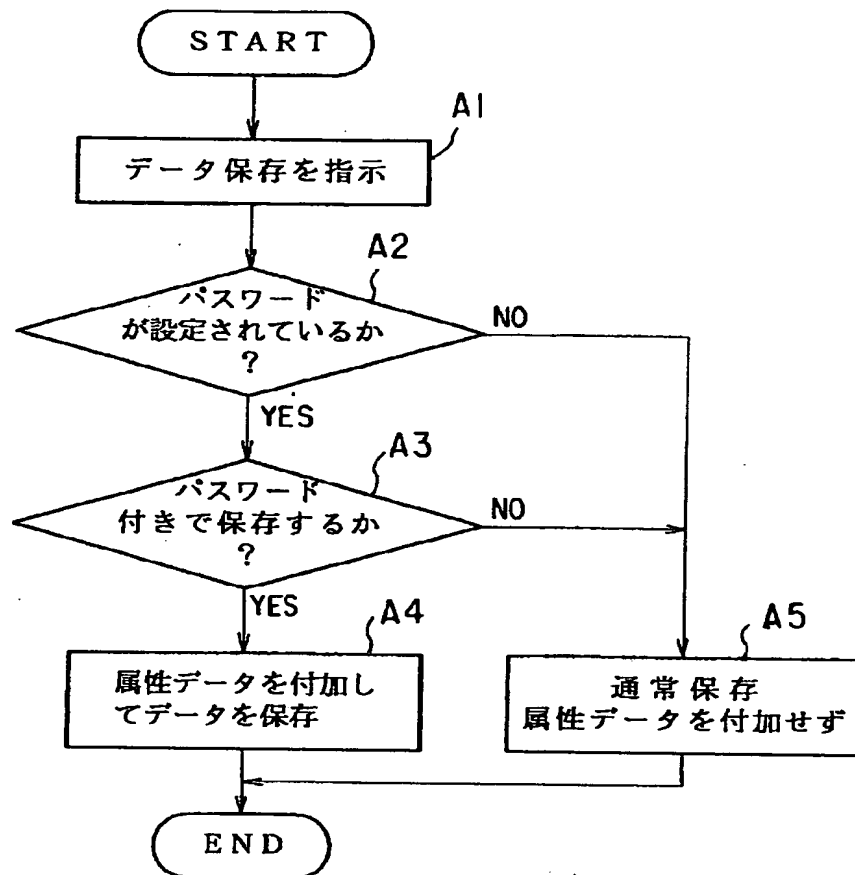 START
A1
データ保存を指示
A2
パスワード
が設定されているか
?
NO
YES
A3
パスワード
付きで保存するか
?
NO
YES
A4
属性データを付加し
てデータを保存
A5
通常保存
属性データを付加せず
END